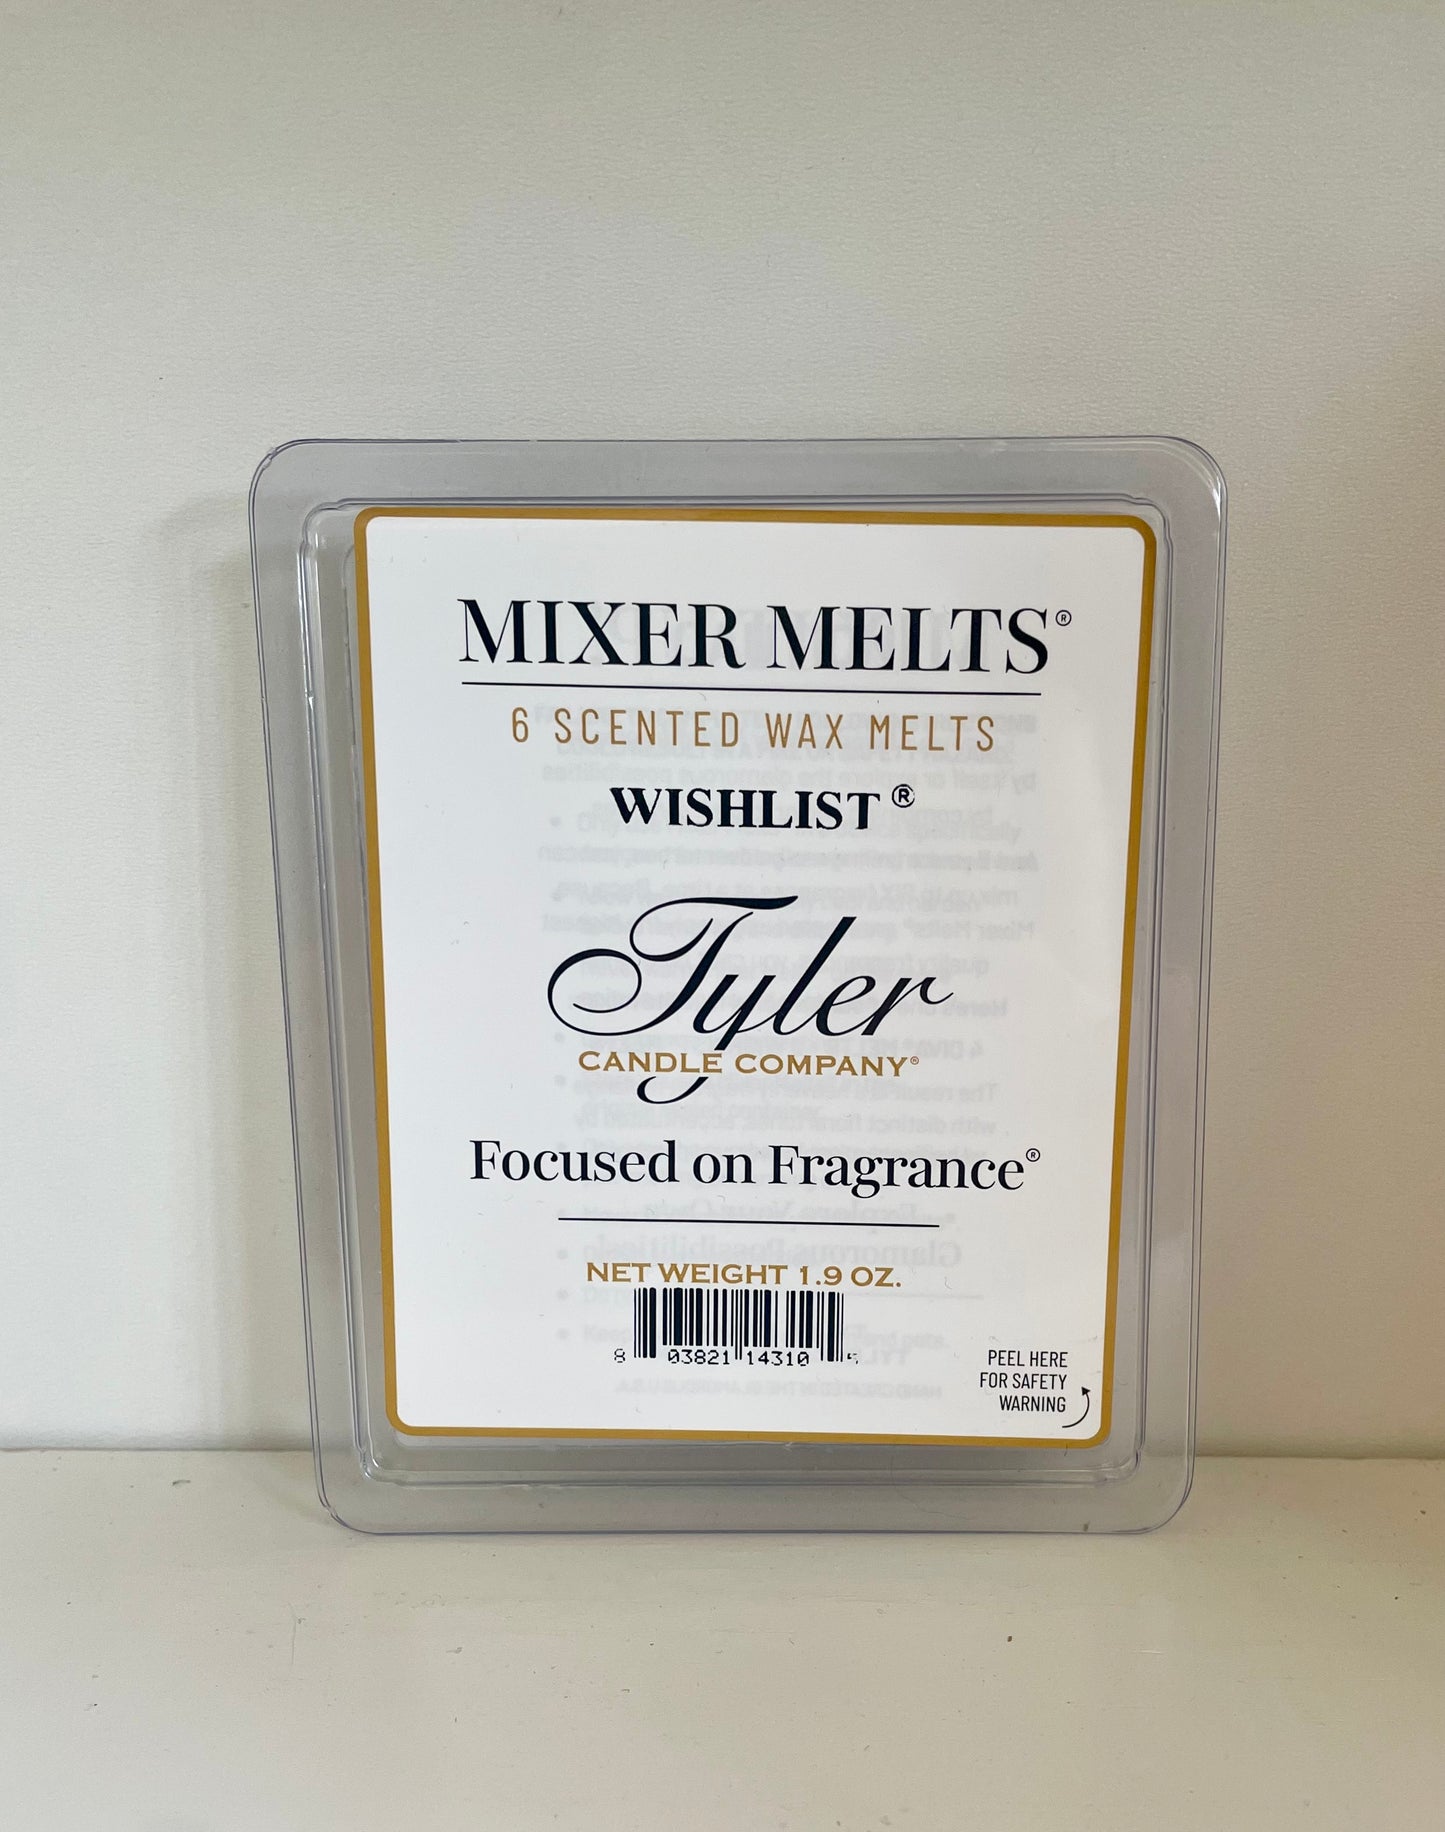 MIXER MELTS®
6 SCENTED WAX MELTS
WISHLIST ®
Tyler
CANDLE COMPANY®
Focused on Fragrance®
NET WEIGHT 1.9 OZ.
8 03821 14310
PEEL HERE
FOR SAFETY
WARNING